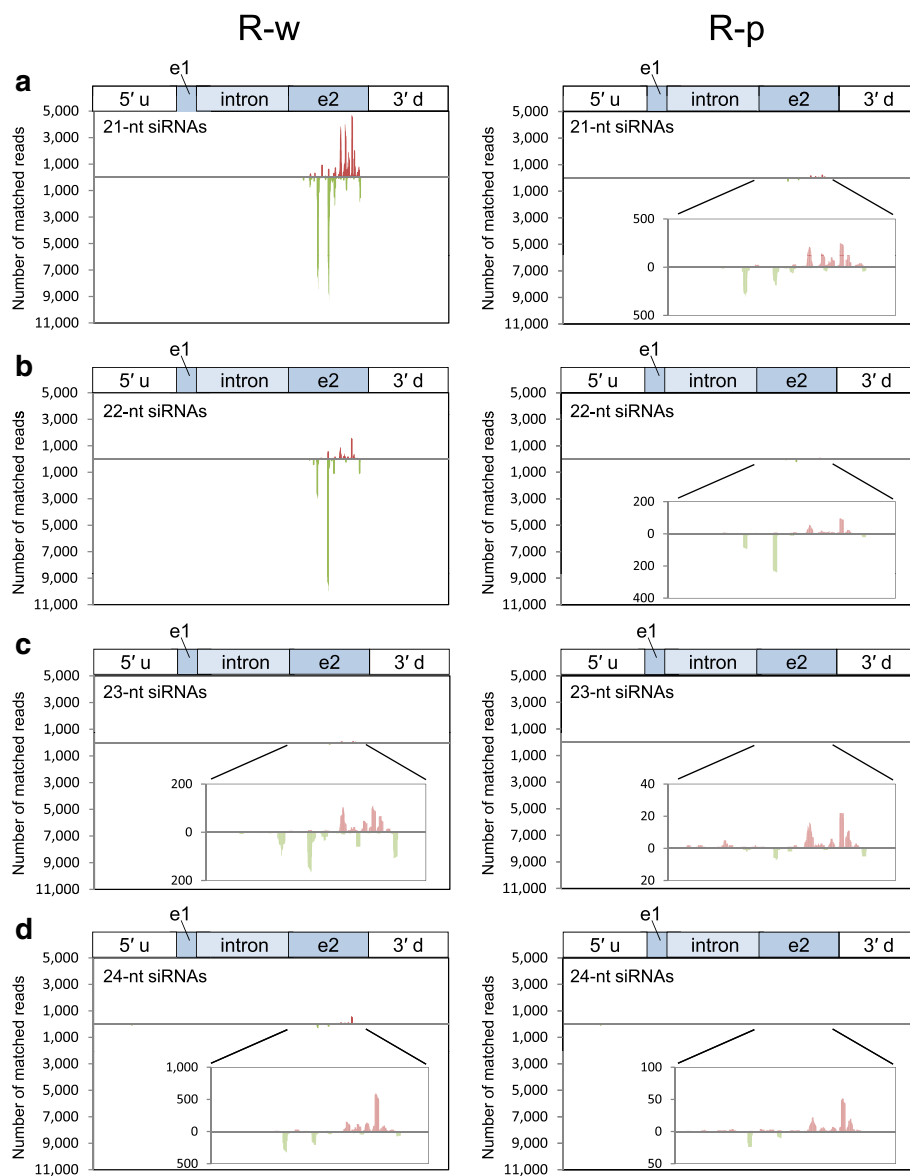 R-w
R-p
a
e1
5′ u
intron
e2
3′ d
21-nt siRNAs
Number of matched reads
5,000
3,000
1,000
1,000
3,000
5,000
7,000
9,000
11,000
e1
5′ u
intron
e2
3′ d
21-nt siRNAs
Number of matched reads
5,000
3,000
1,000
1,000
3,000
5,000
7,000
9,000
11,000
500
0
500
b
e1
5′ u
intron
e2
3′ d
22-nt siRNAs
Number of matched reads
5,000
3,000
1,000
1,000
3,000
5,000
7,000
9,000
11,000
e1
5′ u
intron
e2
3′ d
22-nt siRNAs
Number of matched reads
5,000
3,000
1,000
1,000
3,000
5,000
7,000
9,000
11,000
200
0
200
400
c
e1
5′ u
intron
e2
3′ d
23-nt siRNAs
Number of matched reads
5,000
3,000
1,000
1,000
3,000
5,000
7,000
9,000
11,000
200
0
200
e1
5′ u
intron
e2
3′ d
23-nt siRNAs
Number of matched reads
5,000
3,000
1,000
1,000
3,000
5,000
7,000
9,000
11,000
40
20
0
20
d
e1
5′ u
intron
e2
3′ d
24-nt siRNAs
Number of matched reads
5,000
3,000
1,000
1,000
3,000
5,000
7,000
9,000
11,000
1,000
500
0
500
e1
5′ u
intron
e2
3′ d
24-nt siRNAs
Number of matched reads
5,000
3,000
1,000
1,000
3,000
5,000
7,000
9,000
11,000
100
50
0
50